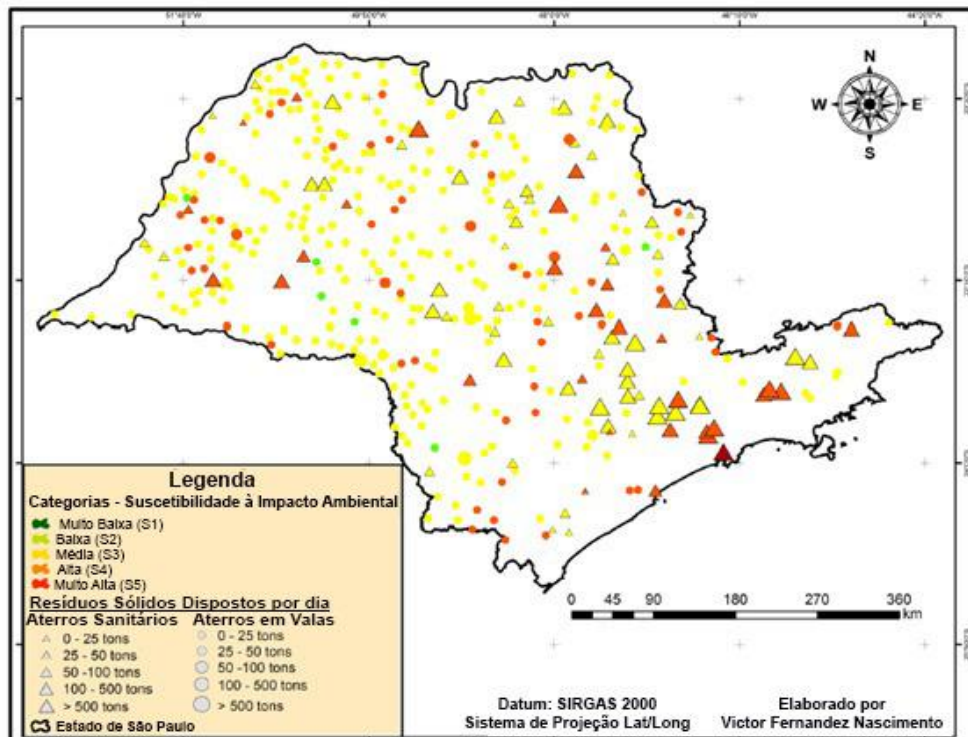 N
W E
S
Legenda
Categorias - Suscetibilidade à Impacto Ambiental
Muito Baixa (S1)
Baixa (S2)
Média (S3)
Alta (S4)
Muito Alta (S5)
Resíduos Sólidos Dispostos por dia
Aterros Sanitários Aterros em Valas
0 - 25 tons 0 - 25 tons
25 - 50 tons 25 - 50 tons
50 -100 tons 50 -100 tons
100 - 500 tons 100 - 500 tons
> 500 tons > 500 tons
Estado de São Paulo
0 45 90 180 270 360
km
Datum: SIRGAS 2000
Sistema de Projeção Lat/Long
Elaborado por
Victor Fernandez Nascimento